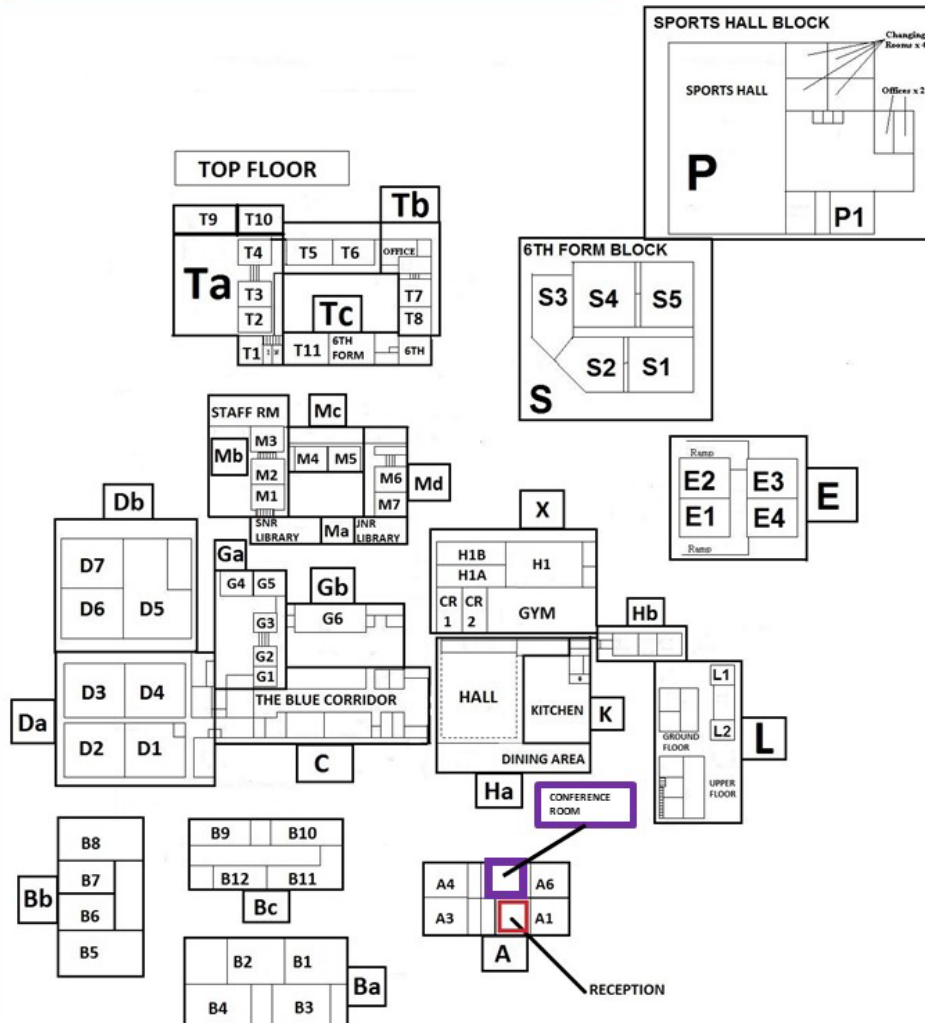 SPORTS HALL BLOCK
Changing
Rooms x 4
SPORTS HALL
Offices x 2
P
P1
TOP FLOOR
Tb
T9
T10
T4
T5
T6
OFFICE
Ta
T3
T7
T2
Tc
T8
T1
T11
6TH
FORM
6TH
6TH FORM BLOCK
S3
S4
S5
S2
S1
S
STAFF RM
Mc
M3
Mb
M4
M5
M2
M6
Md
M1
M7
SNR
LIBRARY
Ma
JNR
LIBRARY
Ramp
E2
E3
E
E1
E4
Ramp
Db
D7
D6
D5
Ga
G4
G5
Gb
G3
G6
G2
G1
X
H1B
H1
H1A
CR
1
CR
2
GYM
Hb
D3
D4
Da
D2
D1
THE BLUE CORRIDOR
C
HALL
KITCHEN
K
DINING AREA
Ha
L1
L2
GROUND
FLOOR
L
UPPER
FLOOR
CONFERENCE
ROOM
B8
B7
Bb
B6
B5
B9
B10
B12
B11
Bc
A4
A6
A3
A1
A
RECEPTION
B2
B1
Ba
B4
B3